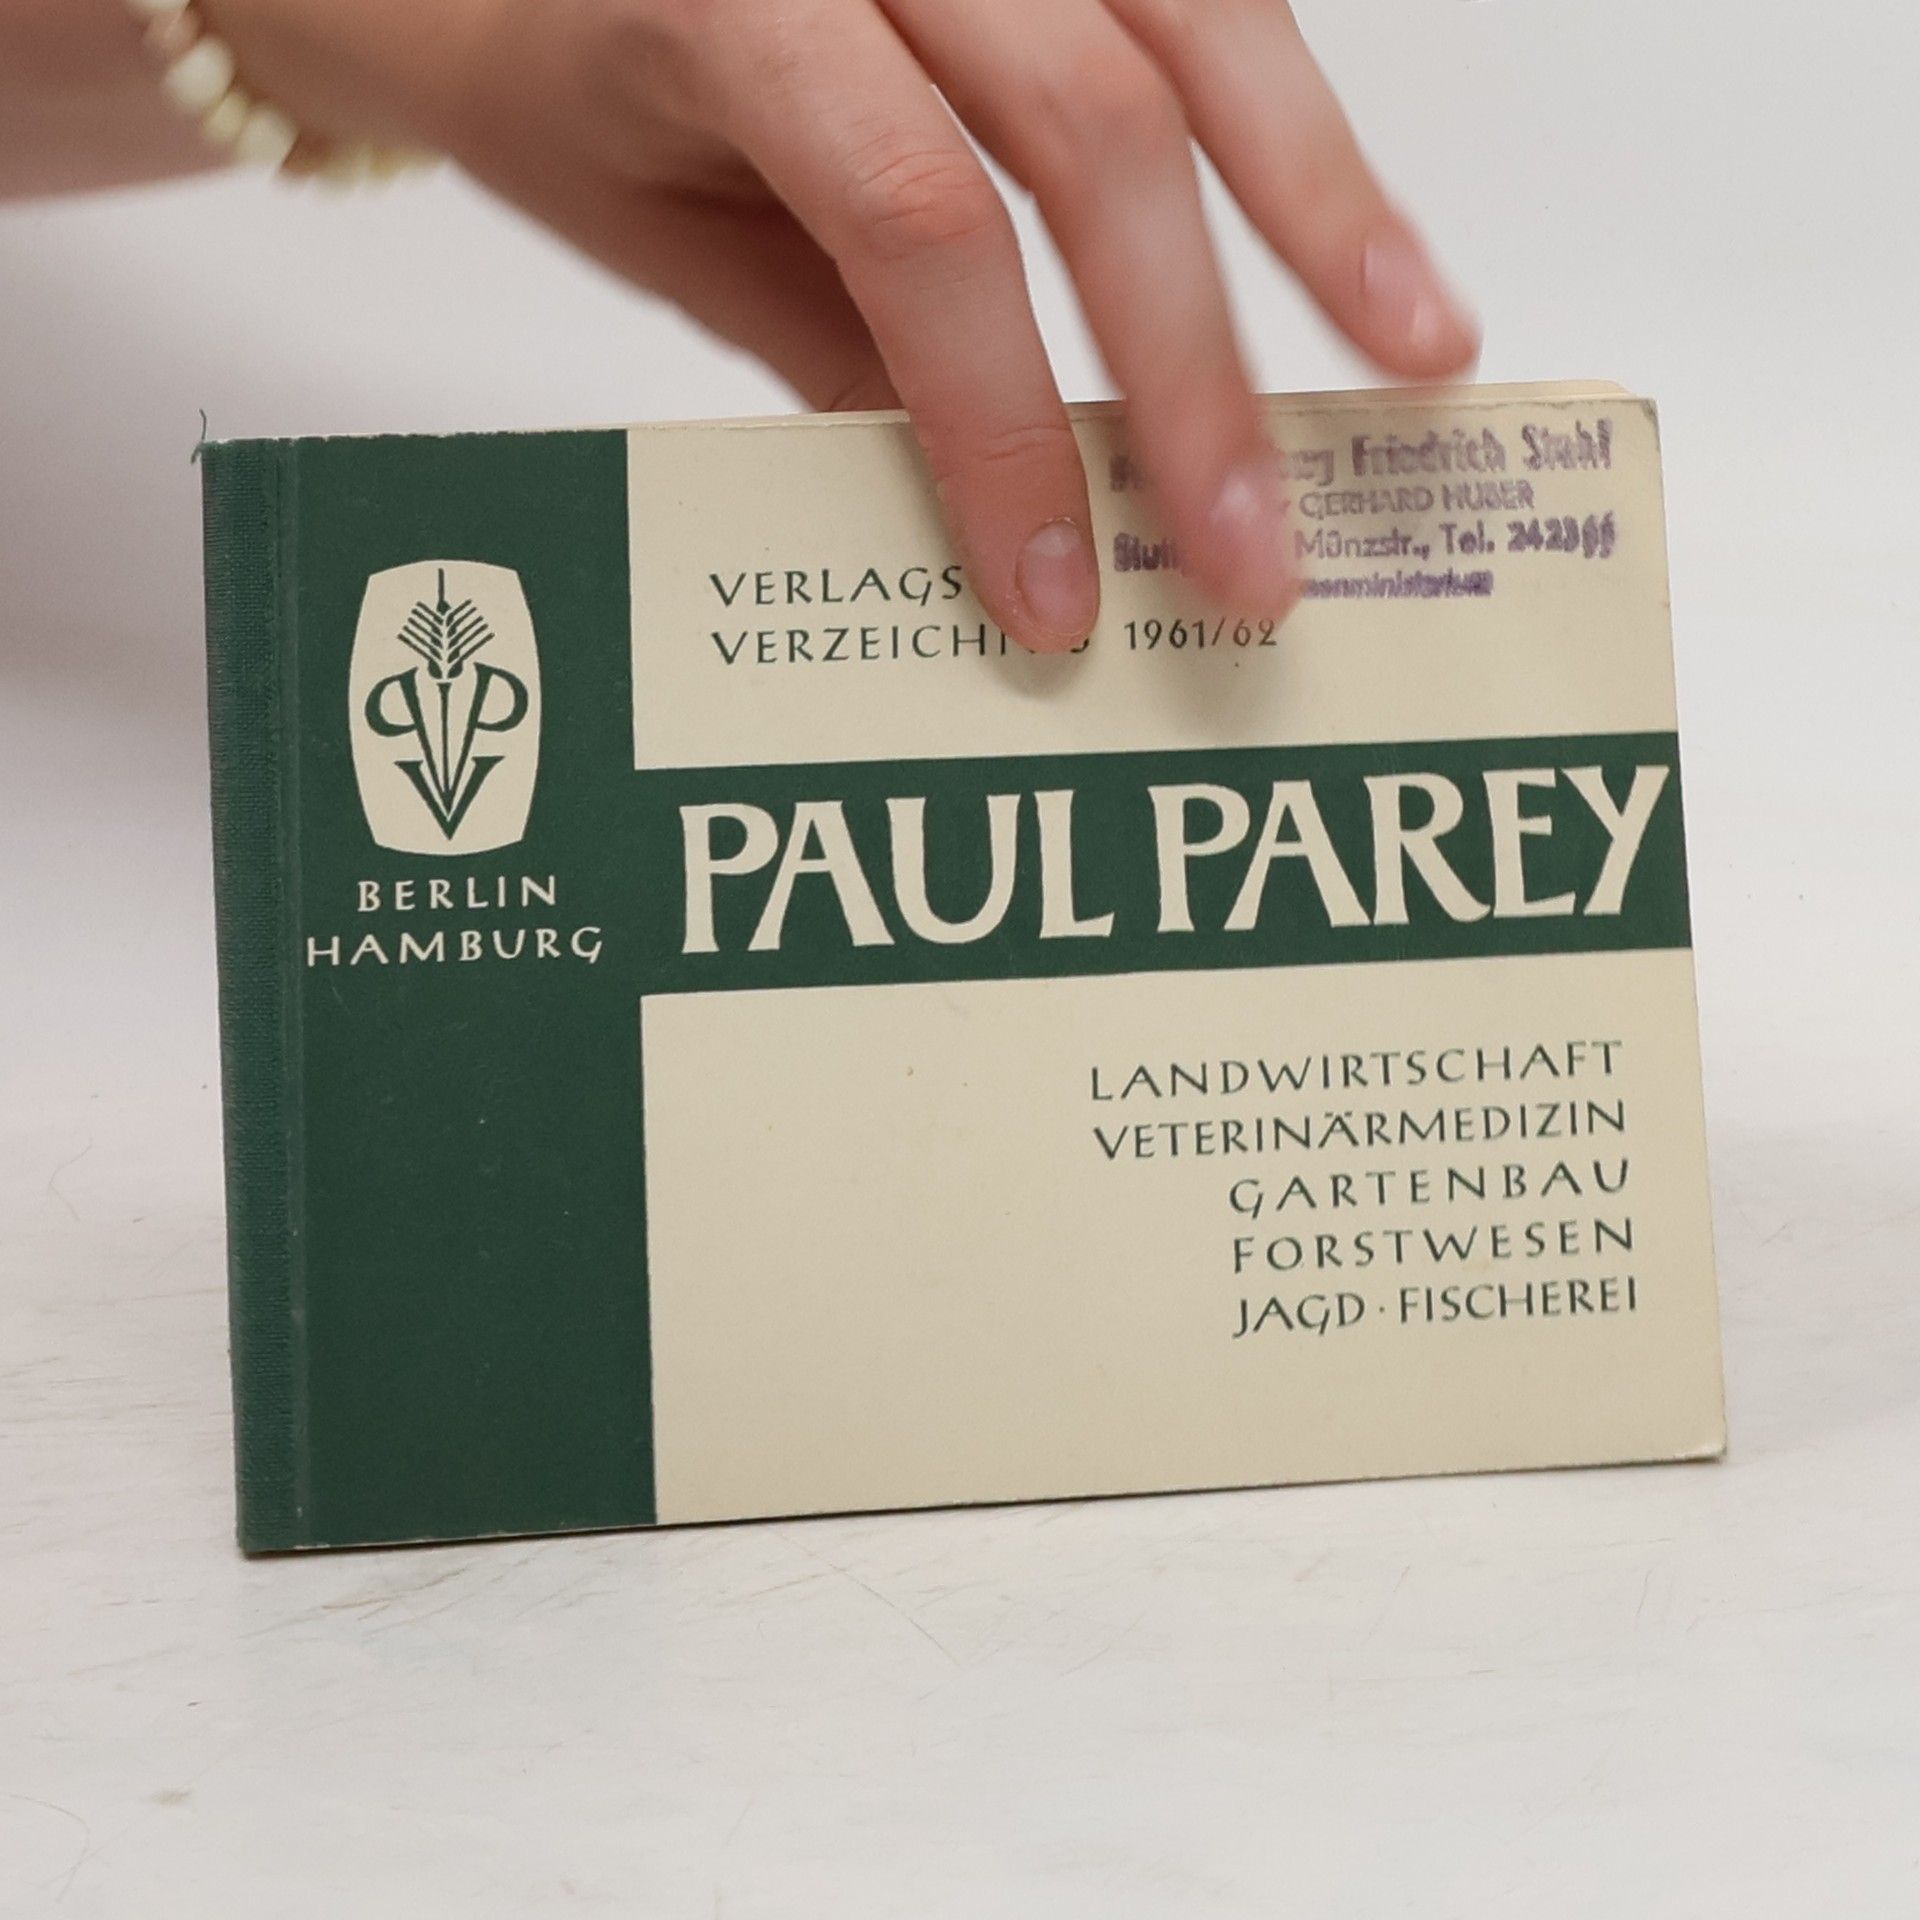 Friedrich Stahl
GERHARD HUBER
Münzstr., Tel.
VERLAGS
1961/62
PVP
BERLIN
HAMBURG
PAUL PAREY
LANDWIRTSCHAFT
VETERINÄRMEDIZIN
GARTENBAU
FORSTWESEN
JAGD · FISCHEREI